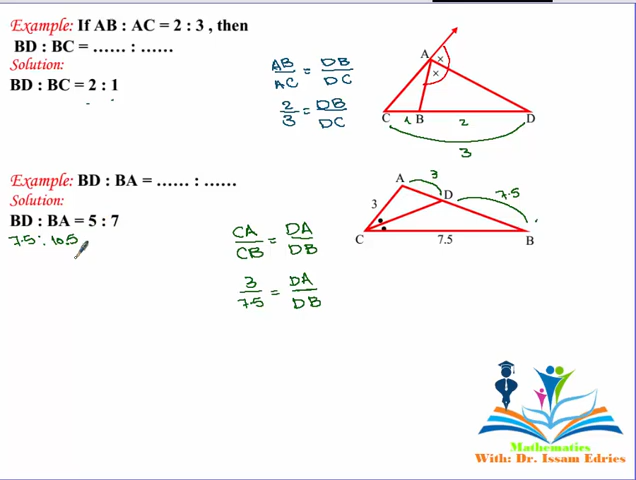 Example: If AB : AC = 2 : 3 , then
BD : BC = ...... : ......
Solution:
BD : BC = 2 : 1
AB/AC = DB/DC
2/3 = DB/DC
A
×
×
C
1
B
2
D
3
Example: BD : BA = ...... : ......
Solution:
BD : BA = 5 : 7
7.5 : 10.5
CA/CB = DA/DB
3/7.5 = DA/DB
A
3
D
7.5
3
C
7.5
B
Mathematics
With: Dr. Issam Edries